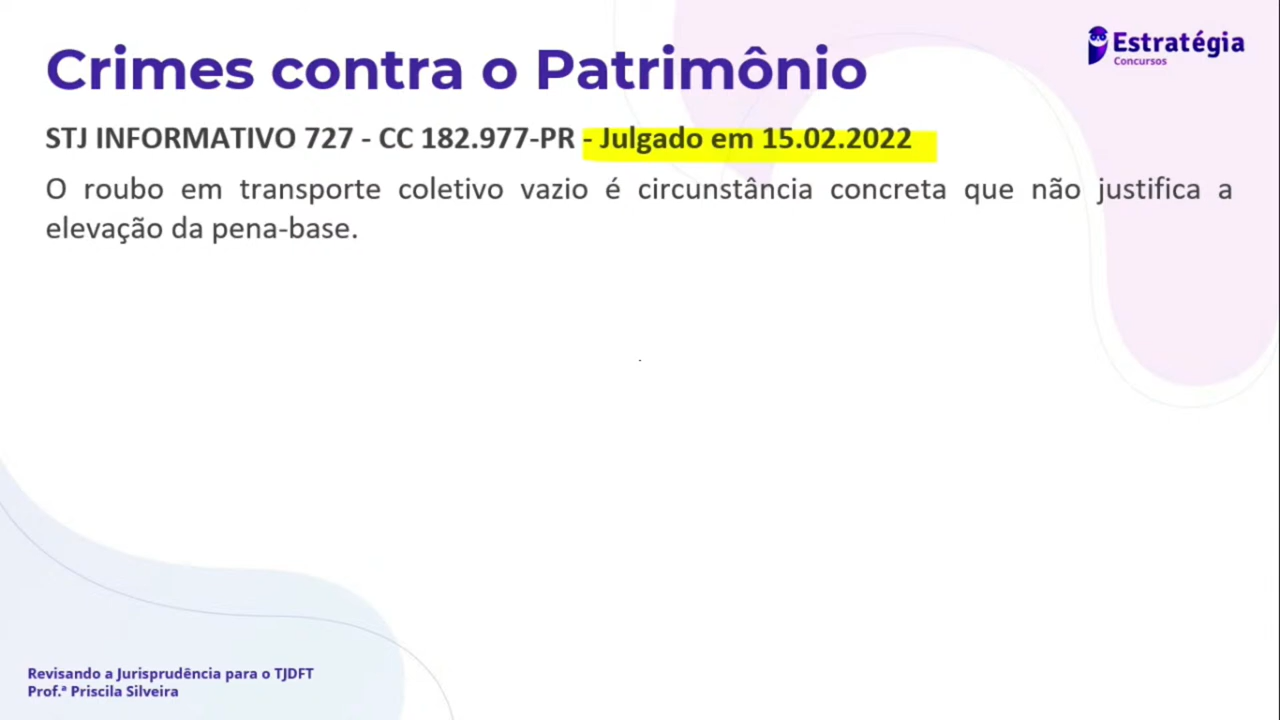 Estratégia
Concursos
Crimes contra o Patrimônio
STJ INFORMATIVO 727 - CC 182.977-PR - Julgado em 15.02.2022
O roubo em transporte coletivo vazio é circunstância concreta que não justifica a
elevação da pena-base.
Revisando a Jurisprudência para o TJDFT
Prof.ª Priscila Silveira